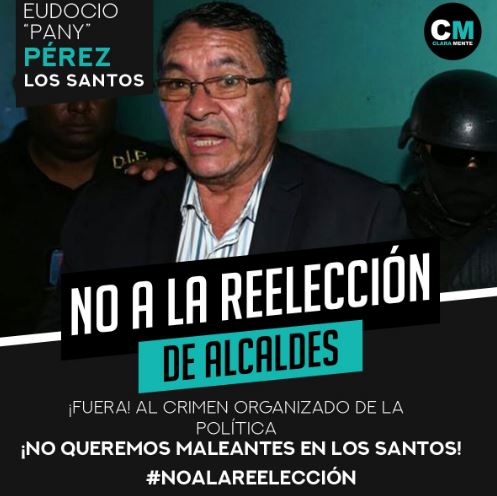 EUDOCIO
"PANY"
PÉREZ
LOS SANTOS
CM
CLARA MENTE
D.I.P
NO A LA REELECCIÓN
DE ALCALDES
¡FUERA! AL CRIMEN ORGANIZADO DE LA
POLÍTICA
¡NO QUEREMOS MALEANTES EN LOS SANTOS!
#NOALAREELECCIÓN